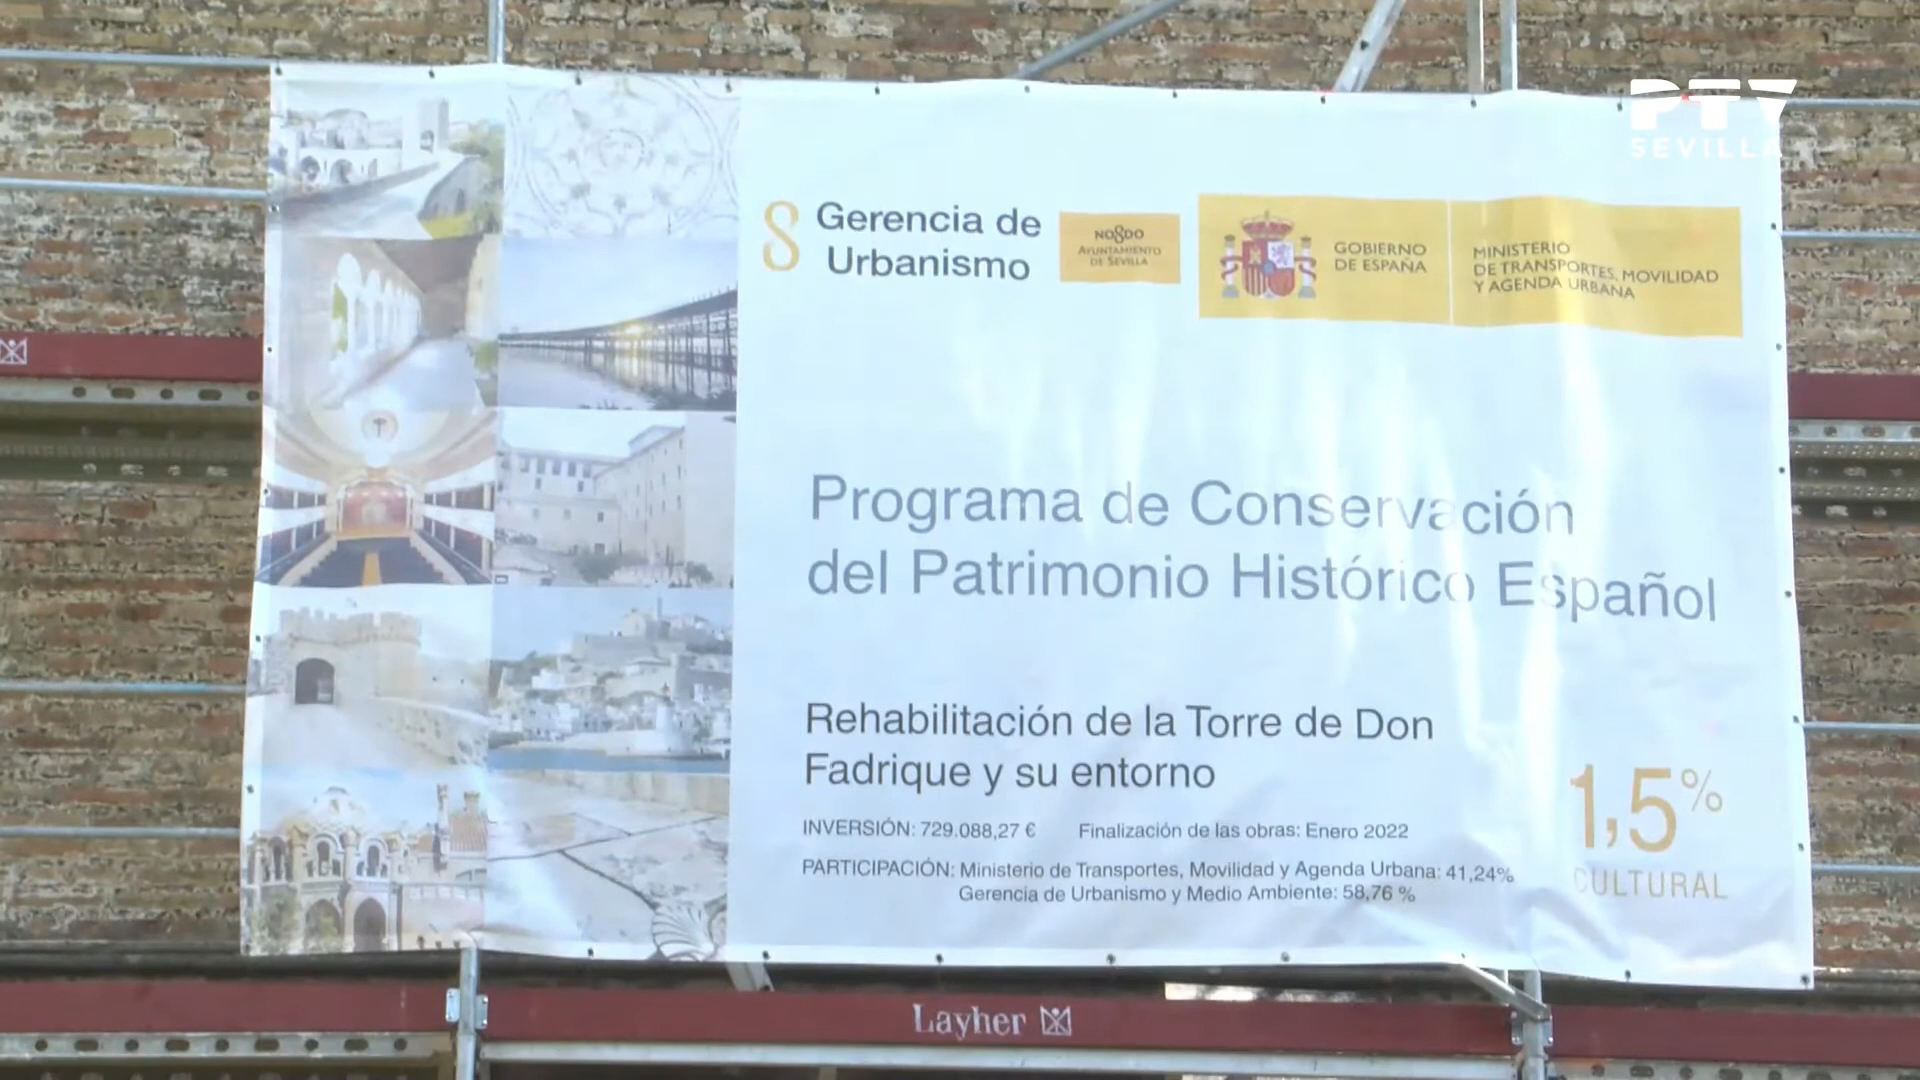 PTV
SEVILLA
Gerencia de
Urbanismo
NO8DO
AYUNTAMIENTO
DE SEVILLA
GOBIERNO
DE ESPAÑA
MINISTERIO
DE TRANSPORTES, MOVILIDAD
Y AGENDA URBANA
Programa de Conservación
del Patrimonio Histórico Español
Rehabilitación de la Torre de Don
Fadrique y su entorno
INVERSIÓN: 729.088,27 € Finalización de las obras: Enero 2022
PARTICIPACIÓN: Ministerio de Transportes, Movilidad y Agenda Urbana: 41,24%
Gerencia de Urbanismo y Medio Ambiente: 58,76 %
1,5%
CULTURAL
Layher